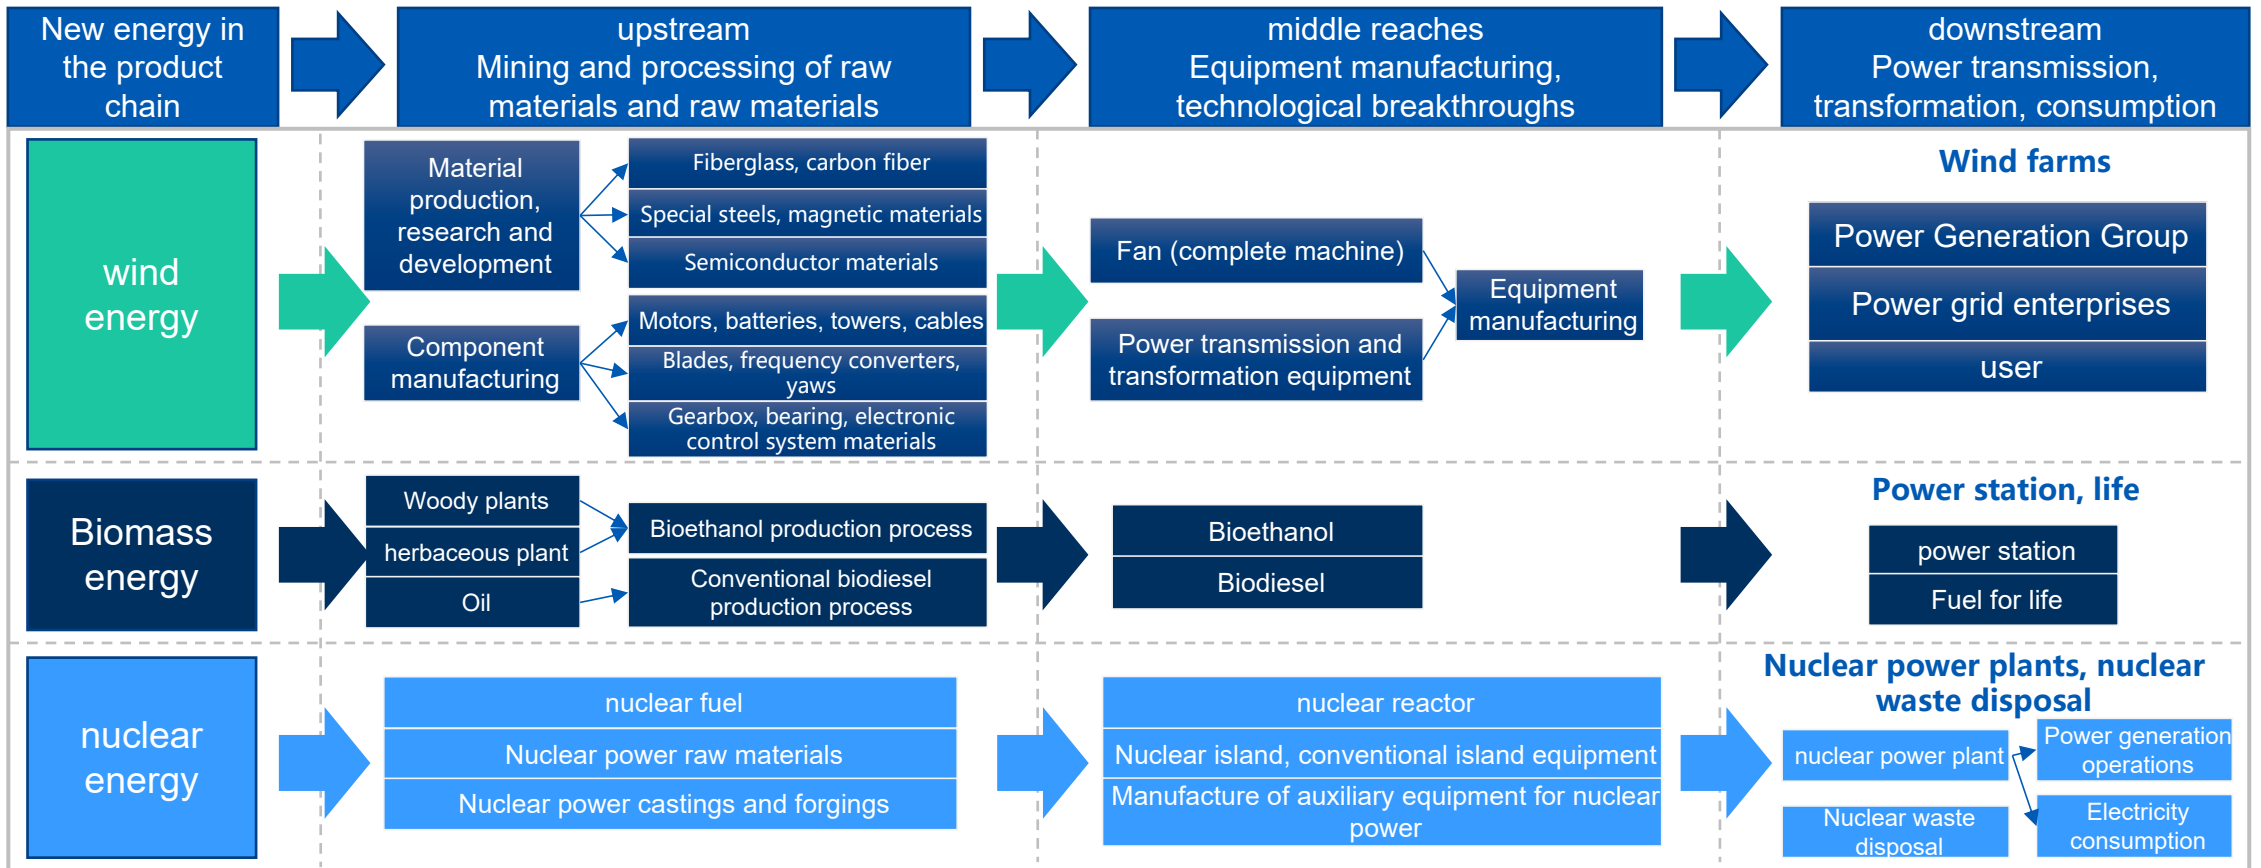 New energy in
the product
chain
upstream
Mining and processing of raw
materials and raw materials
middle reaches
Equipment manufacturing,
technological breakthroughs
downstream
Power transmission,
transformation, consumption
wind
energy
Material
production,
research and
development
Fiberglass, carbon fiber
Special steels, magnetic materials
Semiconductor materials
Component
manufacturing
Motors, batteries, towers, cables
Blades, frequency converters,
yaws
Gearbox, bearing, electronic
control system materials
Fan (complete machine)
Power transmission and
transformation equipment
Equipment
manufacturing
Wind farms
Power Generation Group
Power grid enterprises
user
Biomass
energy
Woody plants
herbaceous plant
Oil
Bioethanol production process
Conventional biodiesel
production process
Bioethanol
Biodiesel
Power station, life
power station
Fuel for life
nuclear
energy
nuclear fuel
Nuclear power raw materials
Nuclear power castings and forgings
nuclear reactor
Nuclear island, conventional island equipment
Manufacture of auxiliary equipment for nuclear
power
Nuclear power plants, nuclear
waste disposal
nuclear power plant
Nuclear waste
disposal
Power generation
operations
Electricity
consumption